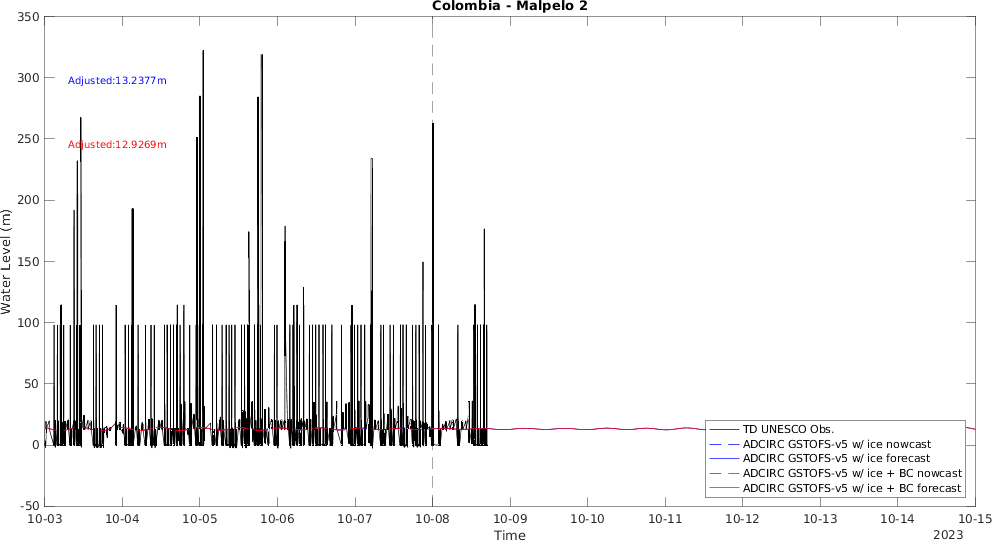 Colombia - Malpelo 2
350
300
250
200
150
100
50
0
-50
Water Level (m)
Adjusted:13.2377m
Adjusted:12.9269m
TD UNESCO Obs.
ADCIRC GSTOFS-v5 w/ ice nowcast
ADCIRC GSTOFS-v5 w/ ice forecast
ADCIRC GSTOFS-v5 w/ ice + BC nowcast
ADCIRC GSTOFS-v5 w/ ice + BC forecast
10-03 10-04 10-05 10-06 10-07 10-08 10-09 10-10 10-11 10-12 10-13 10-14 10-15
Time
2023